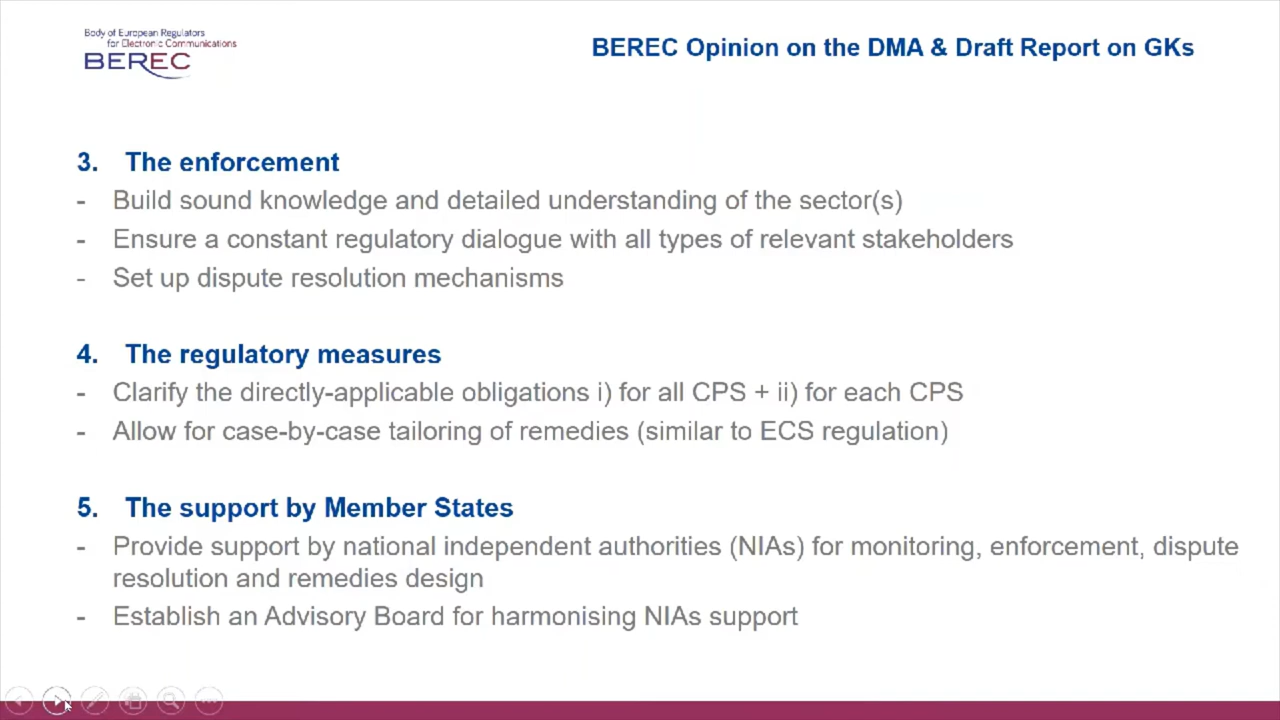 Body of European Regulators
for Electronic Communications
BEREC
BEREC Opinion on the DMA & Draft Report on GKs
3. The enforcement
- Build sound knowledge and detailed understanding of the sector(s)
- Ensure a constant regulatory dialogue with all types of relevant stakeholders
- Set up dispute resolution mechanisms
4. The regulatory measures
- Clarify the directly-applicable obligations i) for all CPS + ii) for each CPS
- Allow for case-by-case tailoring of remedies (similar to ECS regulation)
5. The support by Member States
- Provide support by national independent authorities (NIAs) for monitoring, enforcement, dispute
resolution and remedies design
- Establish an Advisory Board for harmonising NIAs support